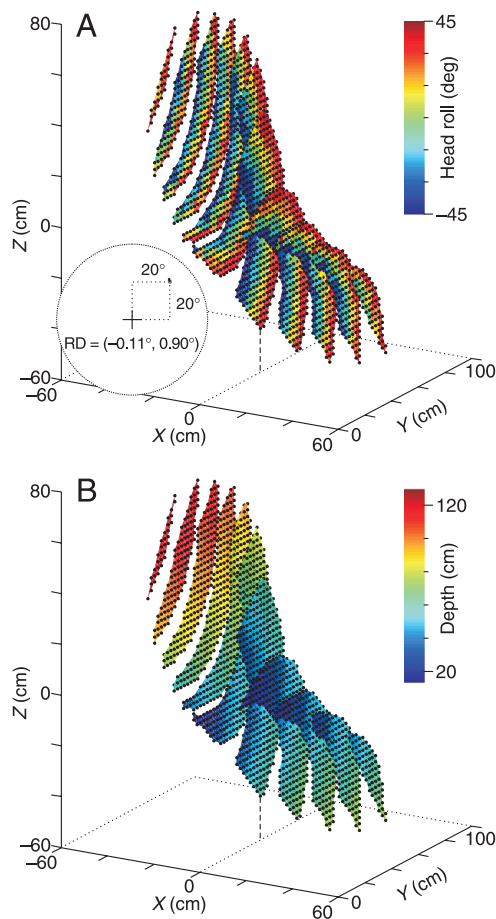 A
80
0
−60
Z (cm)
45
−45
Head roll (deg)
20°
20°
RD = (−0.11°, 0.90°)
−60
0
60
X (cm)
0
100
Y (cm)
B
80
0
−60
Z (cm)
120
20
Depth (cm)
−60
0
60
X (cm)
0
100
Y (cm)